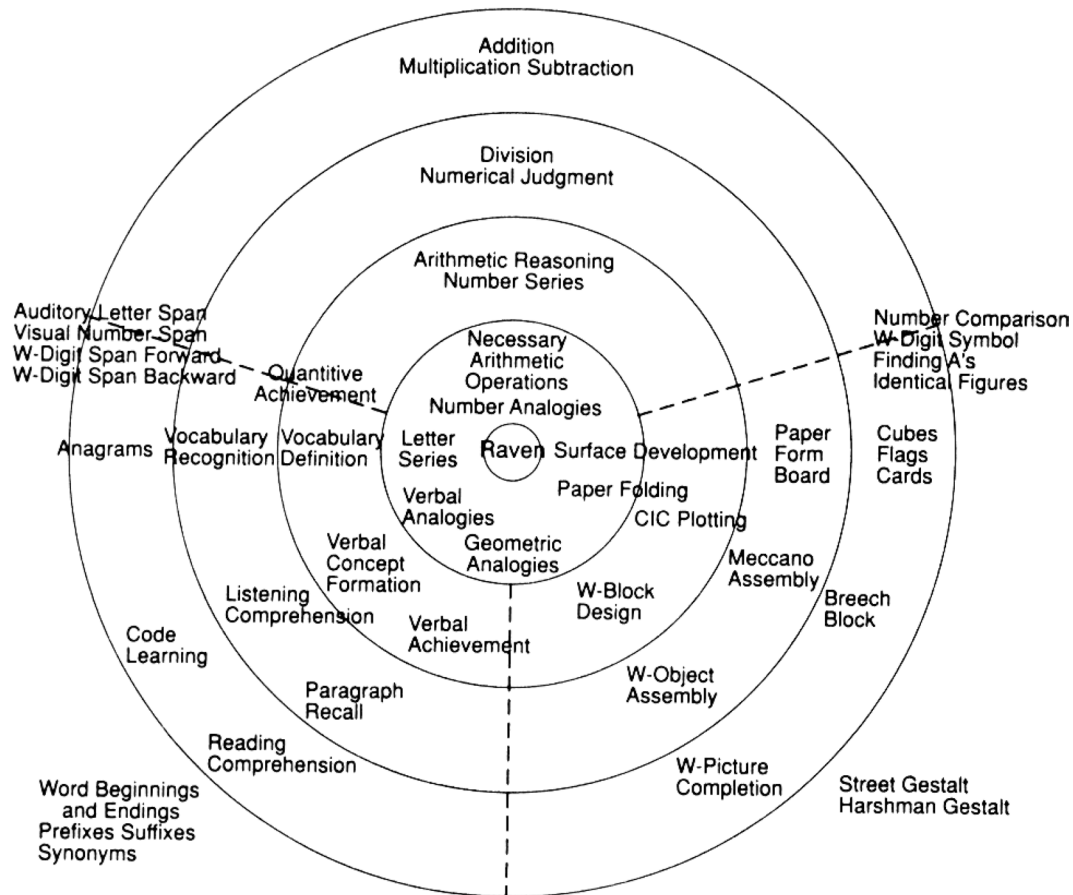 Addition
Multiplication Subtraction
Division
Numerical Judgment
Arithmetic Reasoning
Number Series
Auditory Letter Span
Visual Number Span
W-Digit Span Forward
W-Digit Span Backward
Number Comparison
W-Digit Symbol
Finding A's
Identical Figures
Necessary
Arithmetic
Operations
Number Analogies
Quantitive
Achievement
Anagrams
Vocabulary
Recognition
Vocabulary
Definition
Letter
Series
Raven
Surface Development
Paper
Form
Board
Cubes
Flags
Cards
Verbal
Analogies
Paper Folding
CIC Plotting
Geometric
Analogies
Verbal
Concept
Formation
Listening
Comprehension
Verbal
Achievement
W-Block
Design
Meccano
Assembly
Breech
Block
Code
Learning
Paragraph
Recall
W-Object
Assembly
Reading
Comprehension
W-Picture
Completion
Word Beginnings
and Endings
Prefixes Suffixes
Synonyms
Street Gestalt
Harshman Gestalt